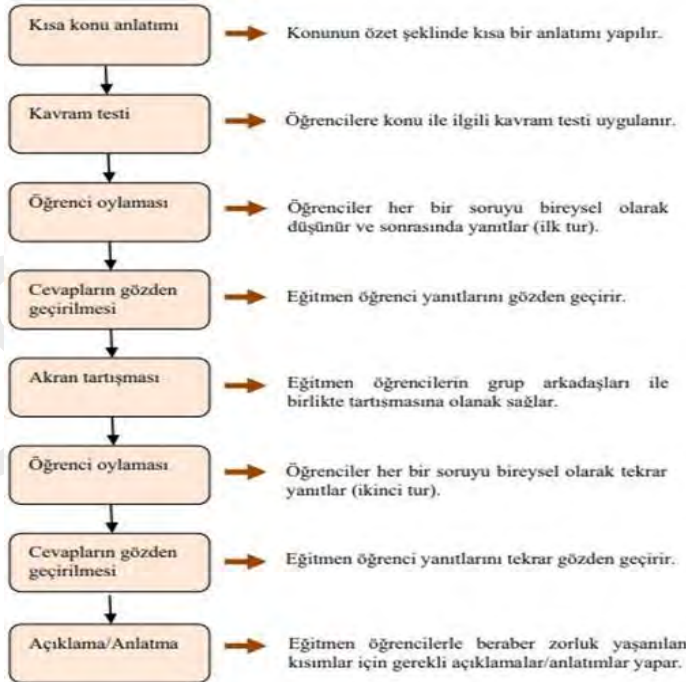 Kısa konu anlatımı
Konunun özet şeklinde kısa bir anlatımı yapılır.
Kavram testi
Öğrencilere konu ile ilgili kavram testi uygulanır.
Öğrenci oylaması
Öğrenciler her bir soruyu bireysel olarak
düşünür ve sonrasında yanıtlar (ilk tur).
Cevapların gözden
geçirilmesi
Eğitmen öğrenci yanıtlarını gözden geçirir.
Akran tartışması
Eğitmen öğrencilerin grup arkadaşları ile
birlikte tartışmasına olanak sağlar.
Öğrenci oylaması
Öğrenciler her bir soruyu bireysel olarak tekrar
yanıtlar (ikinci tur).
Cevapların gözden
geçirilmesi
Eğitmen öğrenci yanıtlarını tekrar gözden geçirir.
Açıklama/Anlatma
Eğitmen öğrencilerle beraber zorluk yaşanılan
kısımlar için gerekli açıklamalar/anlatımlar yapar.